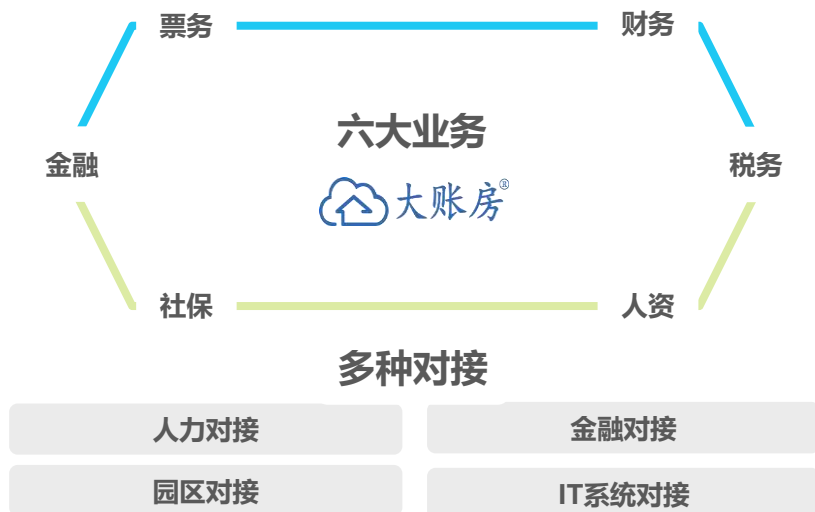 票务 财务
六大业务
金融 税务
大账房®
社保 人资
多种对接
人力对接 金融对接
园区对接 IT系统对接